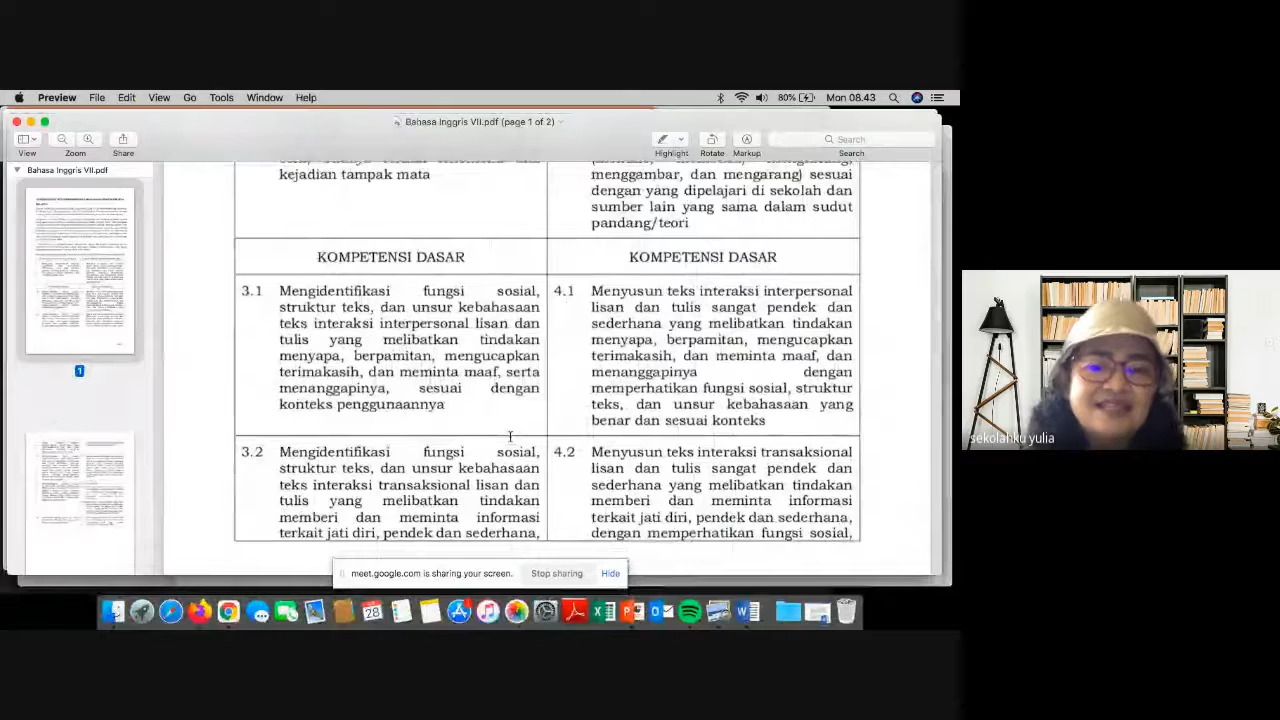 Preview File Edit View Go Tools Window Help 80% Mon 08.43
Bahasa Inggris VII.pdf (page 1 of 2)
View Zoom Share Highlight Rotate Markup Search
Search
Bahasa Inggris VII.pdf
1
kejadian tampak mata
menggambar, dan mengarang) sesuai
dengan yang dipelajari di sekolah dan
sumber lain yang sama dalam sudut
pandang/teori
KOMPETENSI DASAR
KOMPETENSI DASAR
3.1 Mengidentifikasi fungsi sosial,
struktur teks, dan unsur kebahasaan
teks interaksi interpersonal lisan dan
tulis yang melibatkan tindakan
menyapa, berpamitan, mengucapkan
terimakasih, dan meminta maaf, serta
menanggapinya, sesuai dengan
konteks penggunaannya
4.1 Menyusun teks interaksi interpersonal
lisan dan tulis sangat pendek dan
sederhana yang melibatkan tindakan
menyapa, berpamitan, mengucapkan
terimakasih, dan meminta maaf, dan
menanggapinya dengan
memperhatikan fungsi sosial, struktur
teks, dan unsur kebahasaan yang
benar dan sesuai konteks
3.2 Mengidentifikasi fungsi sosial,
struktur teks, dan unsur kebahasaan
teks interaksi transaksional lisan dan
tulis yang melibatkan tindakan
memberi dan meminta informasi
terkait jati diri, pendek dan sederhana,
4.2 Menyusun teks interaksi transaksional
lisan dan tulis sangat pendek dan
sederhana yang melibatkan tindakan
memberi dan meminta informasi
terkait jati diri, pendek dan sederhana,
dengan memperhatikan fungsi sosial,
meet.google.com is sharing your screen. Stop sharing Hide
28
sekolahku yulia